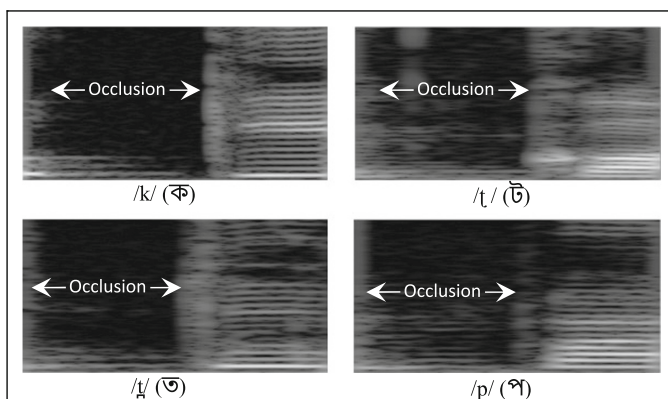 Occlusion Occlusion
/k/ (ক) /ʈ / (ট)
Occlusion Occlusion
/t̪/ (ত) /p/ (প)